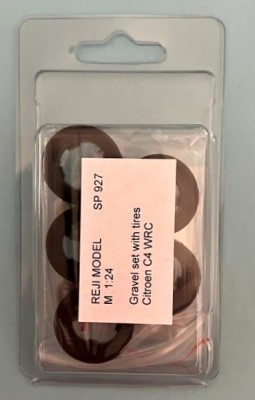 REJI MODEL SP 927
M 1:24
Gravel set with tires
Citroen C4 WRC